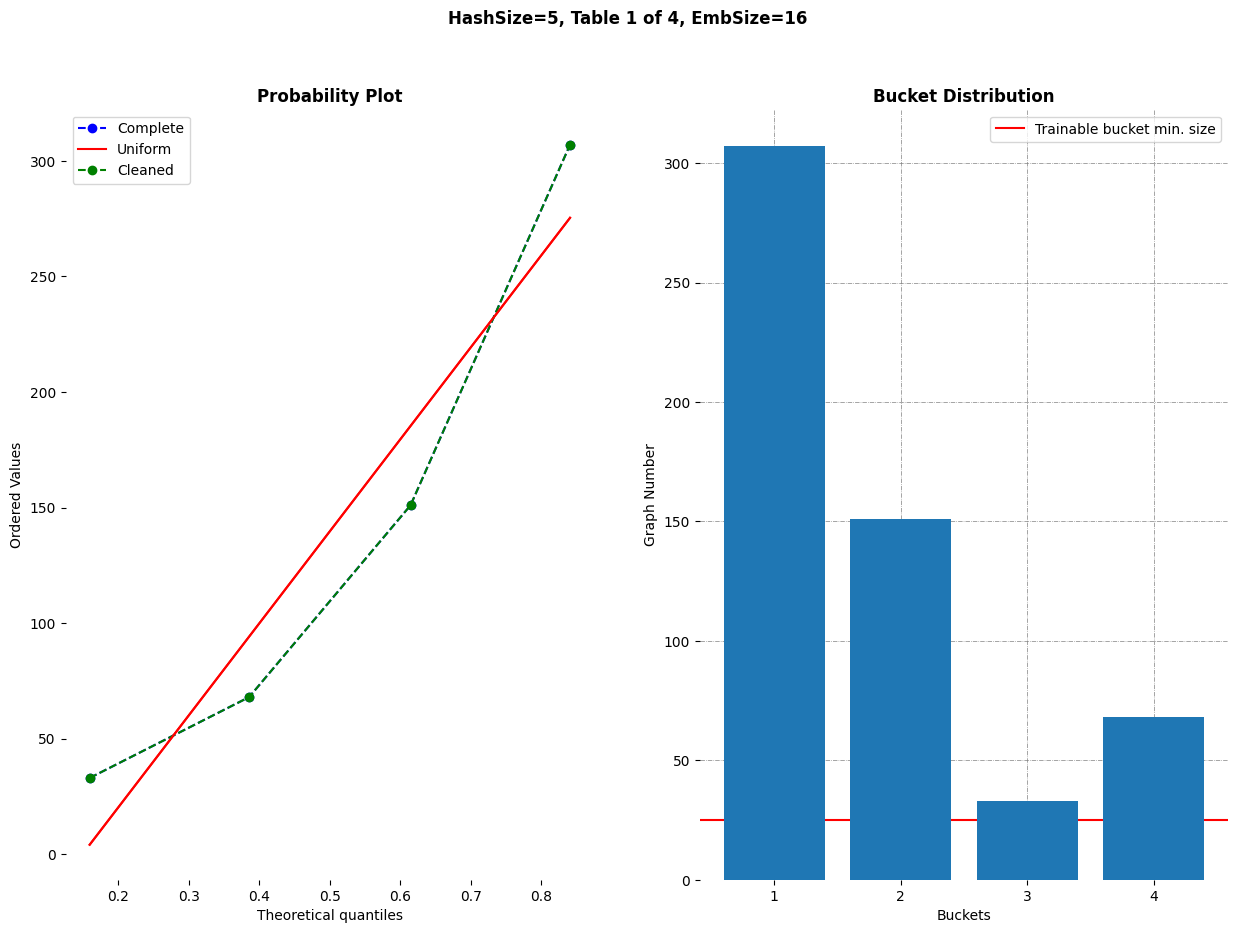 HashSize=5, Table 1 of 4, EmbSize=16
Probability Plot
Complete
Uniform
Cleaned
300
250
200
150
100
50
0
Ordered Values
0.2 0.3 0.4 0.5 0.6 0.7 0.8
Theoretical quantiles
Bucket Distribution
Trainable bucket min. size
300
250
200
150
100
50
0
Graph Number
1 2 3 4
Buckets